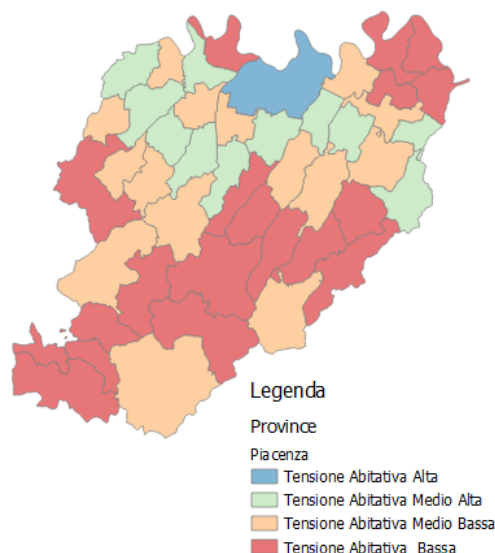 Legenda
Province
Piacenza
Tensione Abitativa Alta
Tensione Abitativa Medio Alta
Tensione Abitativa Medio Bassa
Tensione Abitativa Bassa